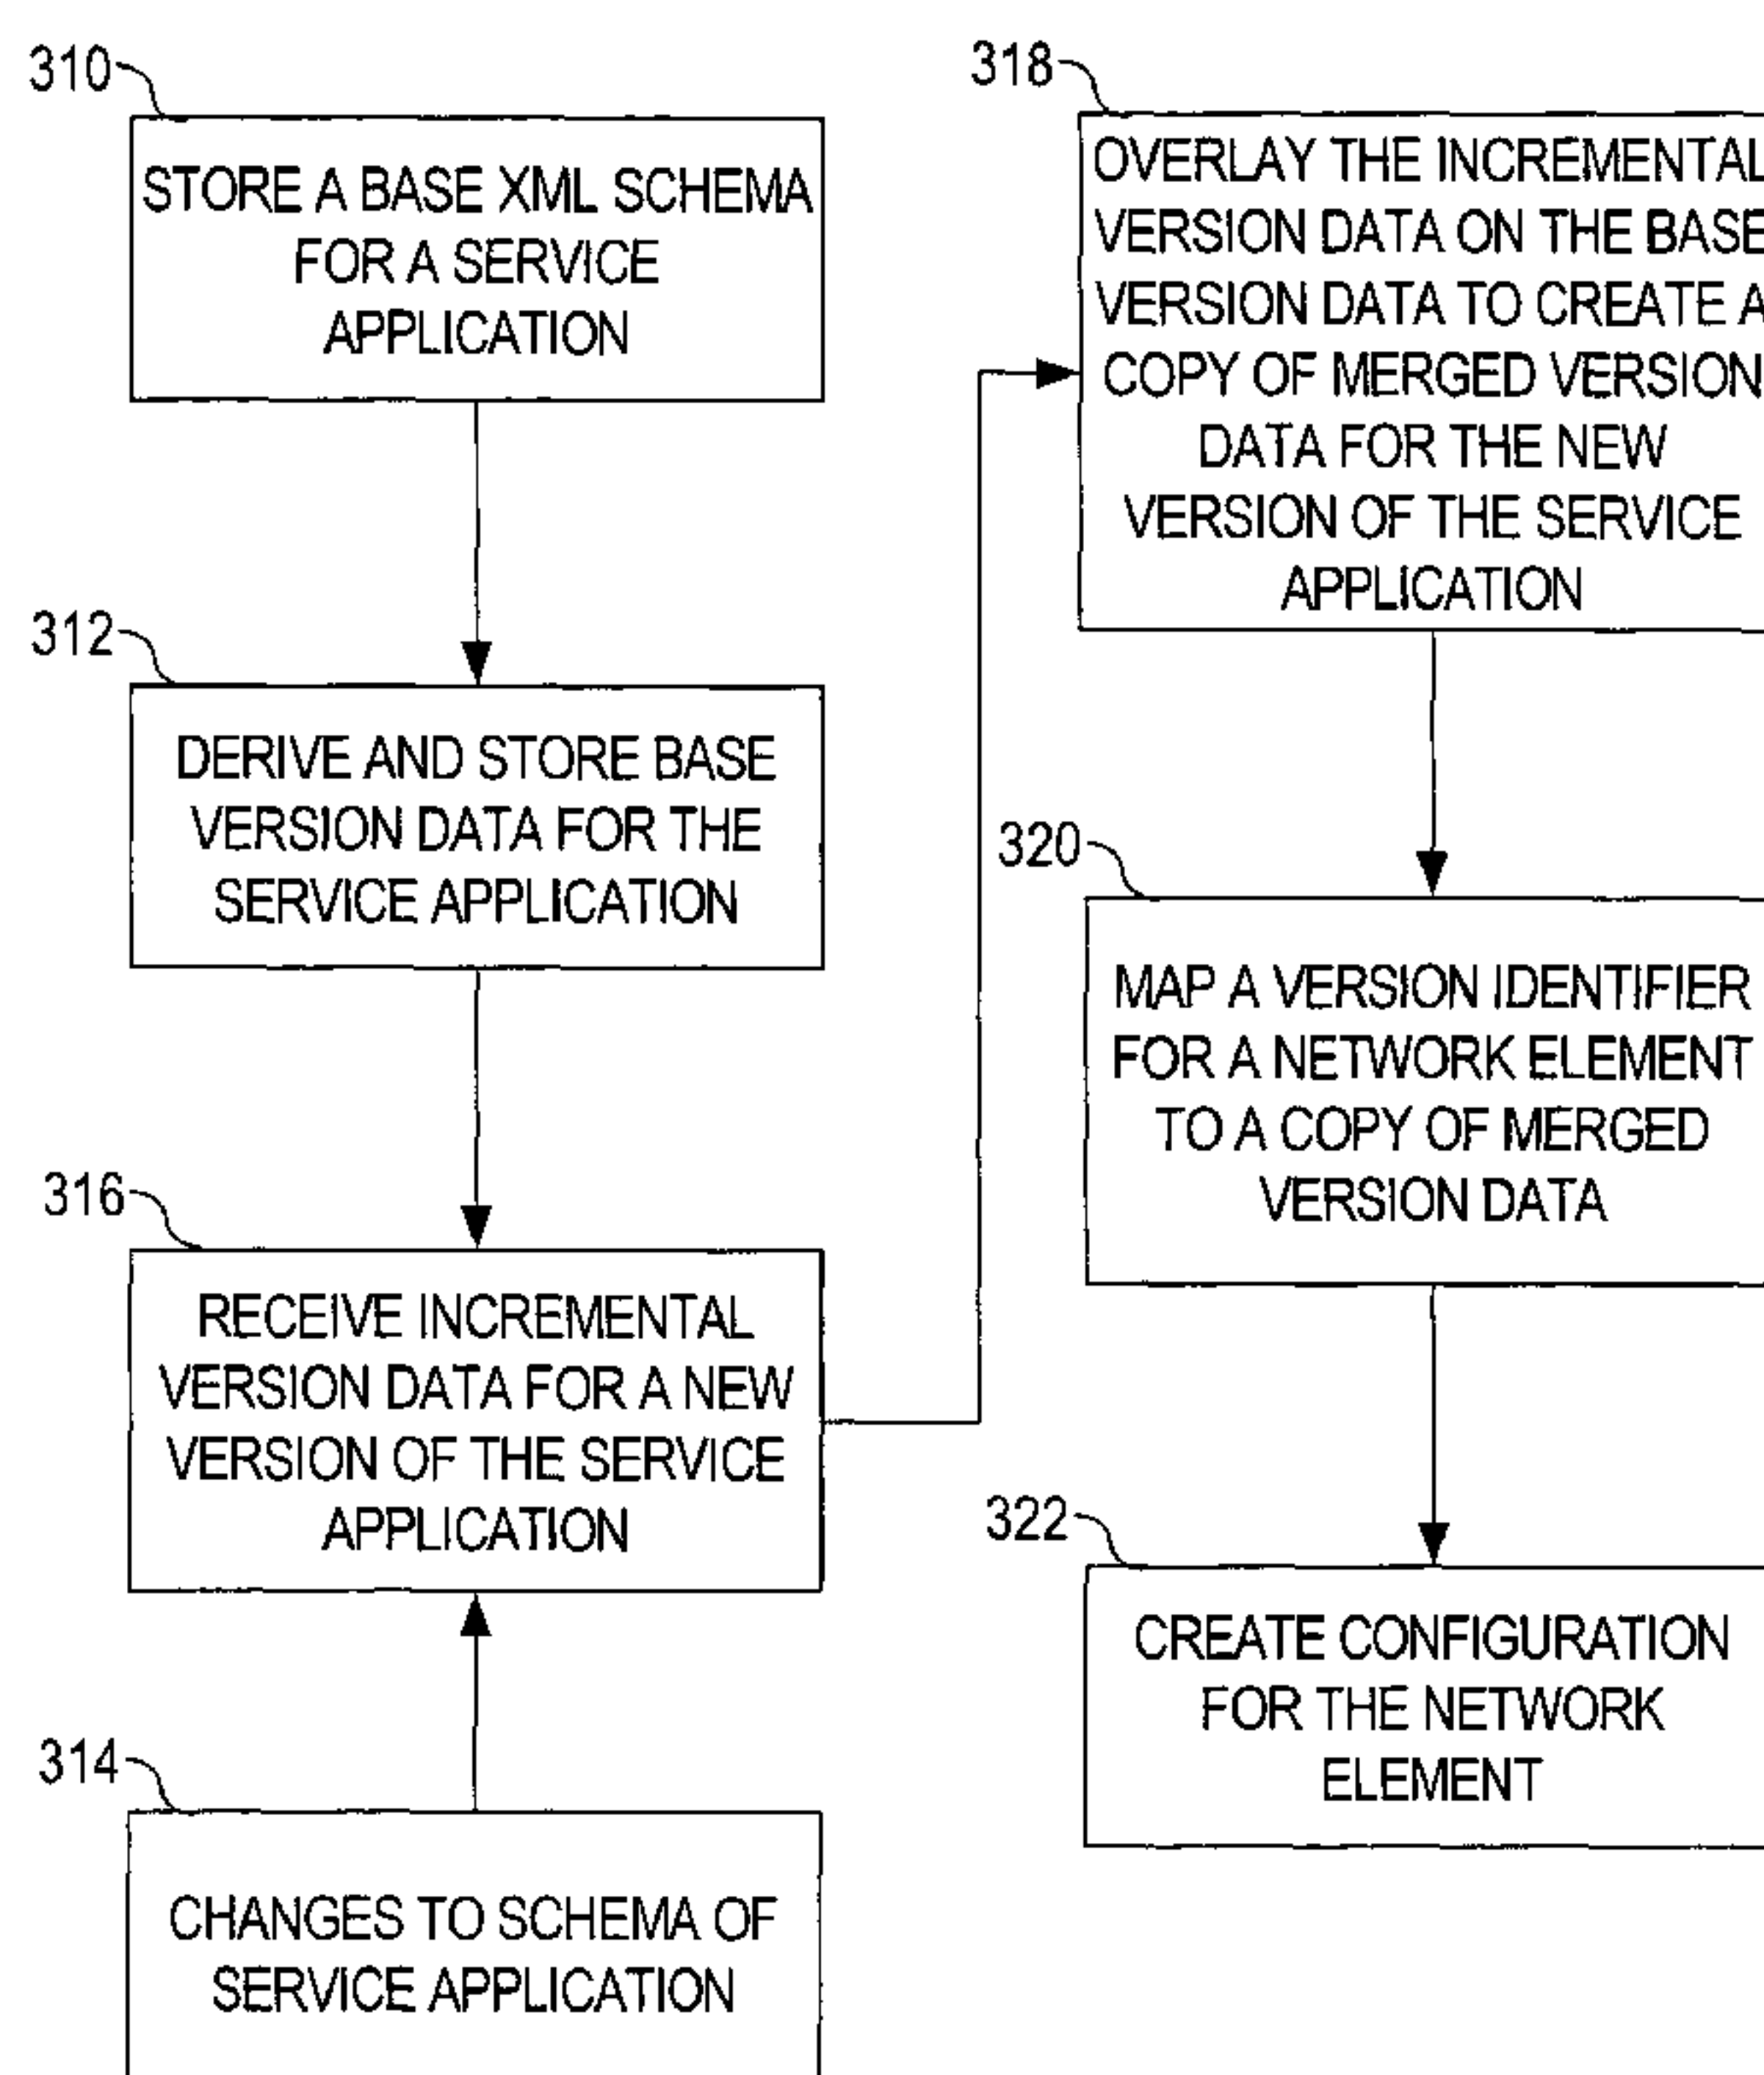 310
STORE A BASE XML SCHEMA
FOR A SERVICE
APPLICATION
312
DERIVE AND STORE BASE
VERSION DATA FOR THE
SERVICE APPLICATION
316
RECEIVE INCREMENTAL
VERSION DATA FOR A NEW
VERSION OF THE SERVICE
APPLICATION
314
CHANGES TO SCHEMA OF
SERVICE APPLICATION
318
OVERLAY THE INCREMENTAL
VERSION DATA ON THE BASE
VERSION DATA TO CREATE A
COPY OF MERGED VERSION
DATA FOR THE NEW
VERSION OF THE SERVICE
APPLICATION
320
MAP A VERSION IDENTIFIER
FOR A NETWORK ELEMENT
TO A COPY OF MERGED
VERSION DATA
322
CREATE CONFIGURATION
FOR THE NETWORK
ELEMENT